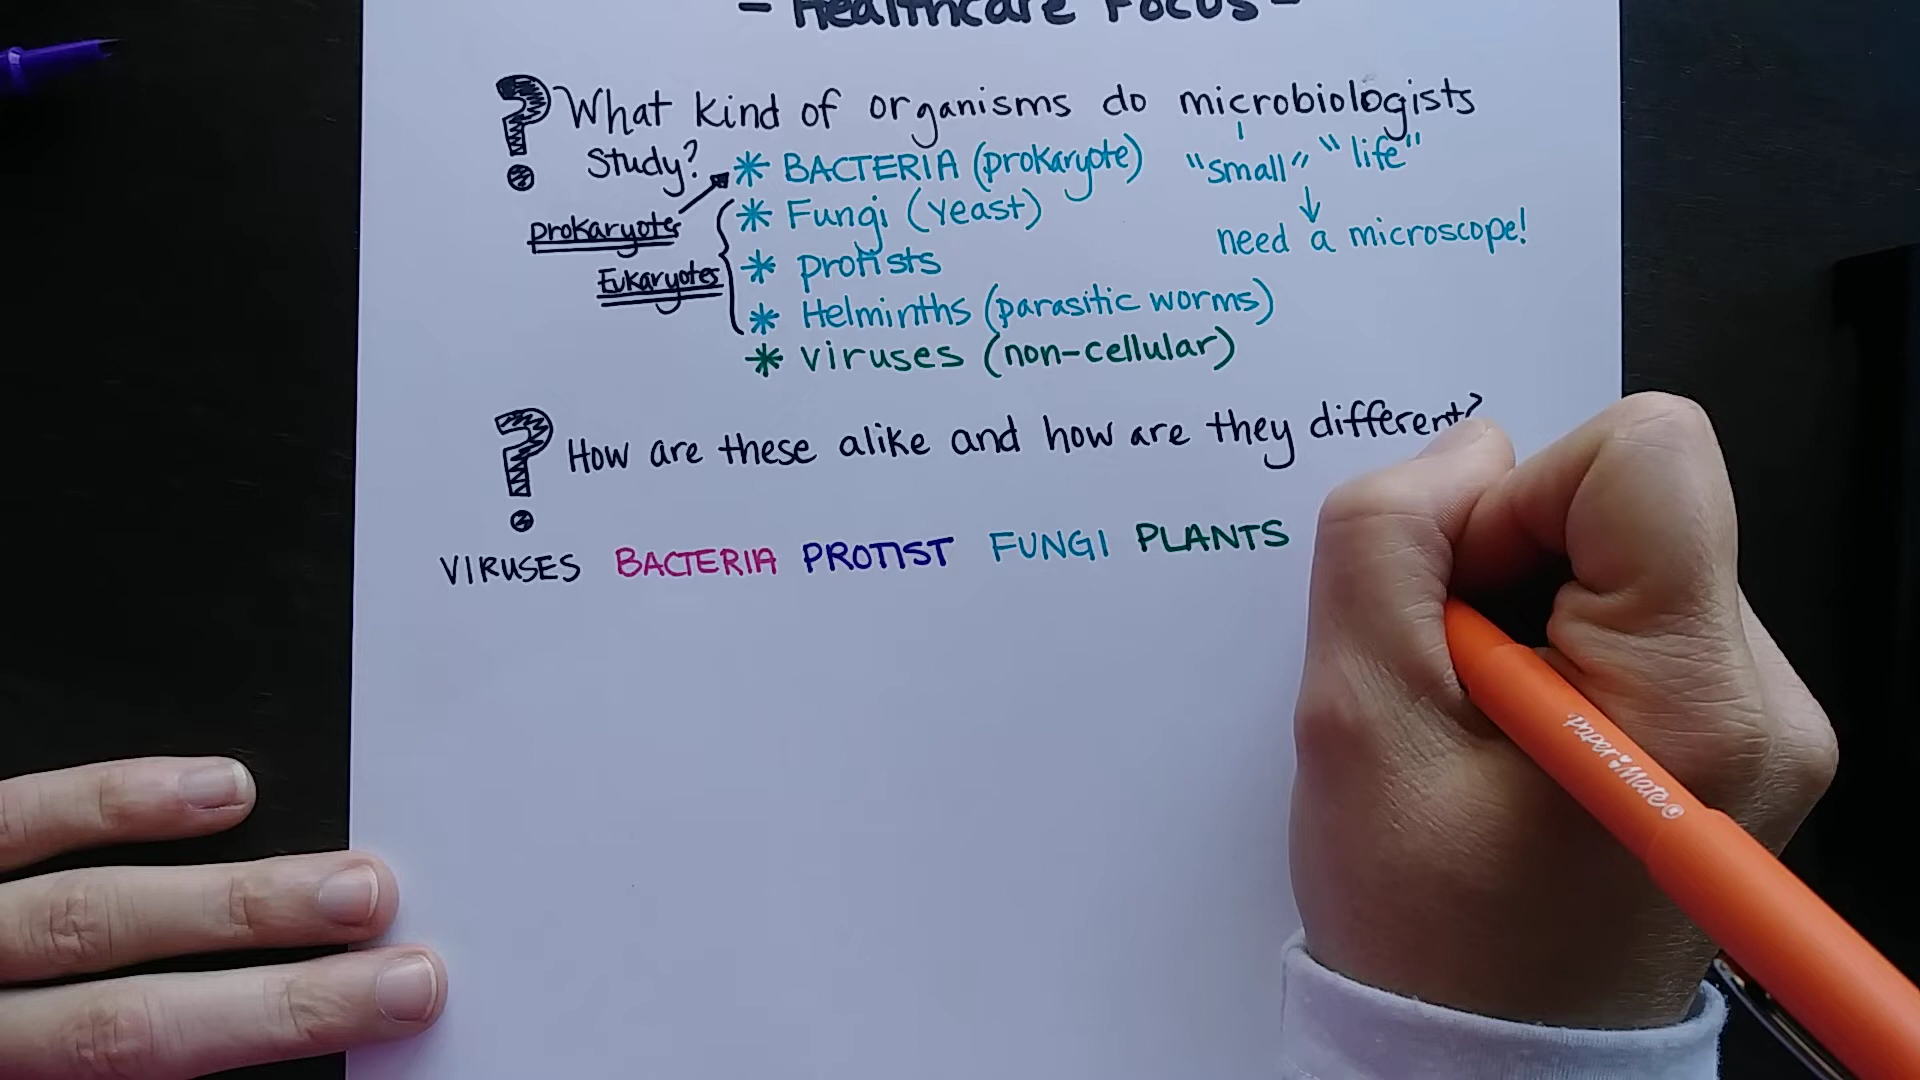 - Healthcare Focus -
What kind of organisms do microbiologists
Study? * BACTERIA (prokaryote) "small" "life"
prokaryotes * Fungi (yeast) need a microscope!
Eukaryotes * protists
* Helminths (parasitic worms)
* viruses (non-cellular)
? How are these alike and how are they different?
VIRUSES BACTERIA PROTIST FUNGI PLANTS
Paper Mate